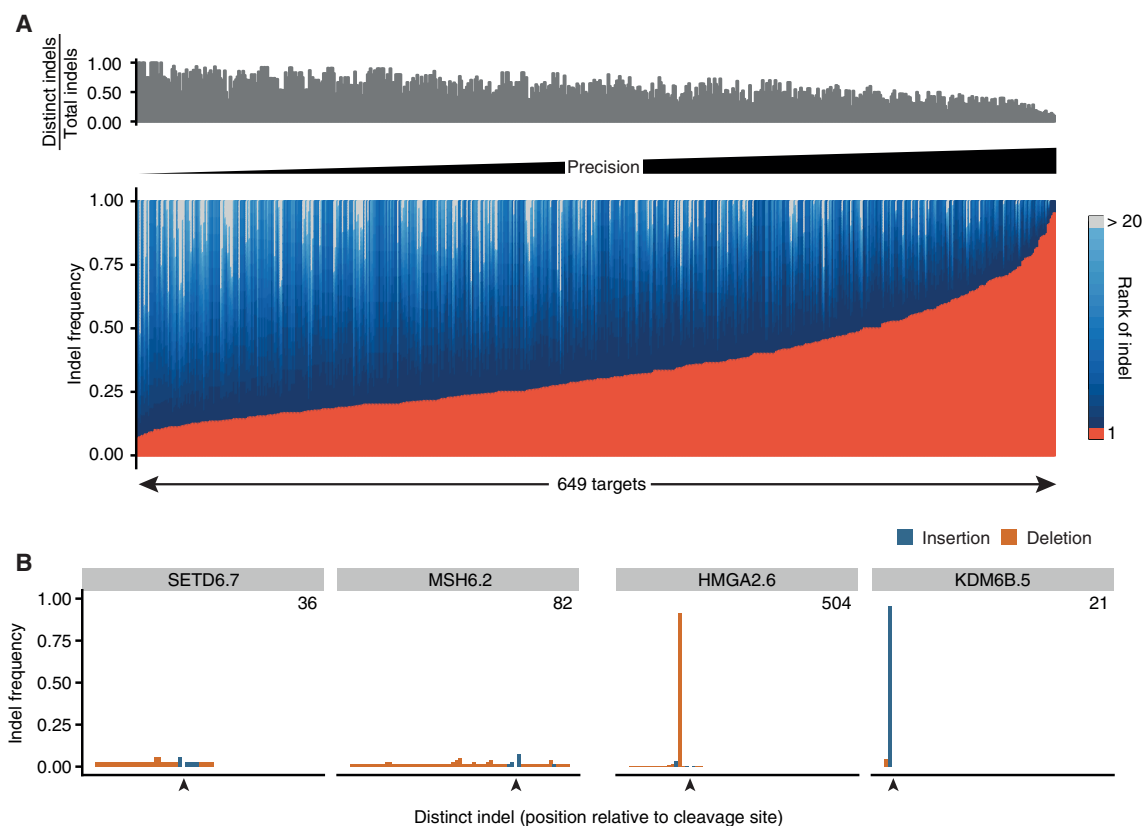 A
Distinct indels
Total indels
1.00
0.50
0.00
Precision
Indel frequency
1.00
0.75
0.50
0.25
0.00
> 20
Rank of indel
1
649 targets
B
Insertion
Deletion
SETD6.7
MSH6.2
HMGA2.6
KDM6B.5
36
82
504
21
Indel frequency
1.00
0.75
0.50
0.25
0.00
Distinct indel (position relative to cleavage site)